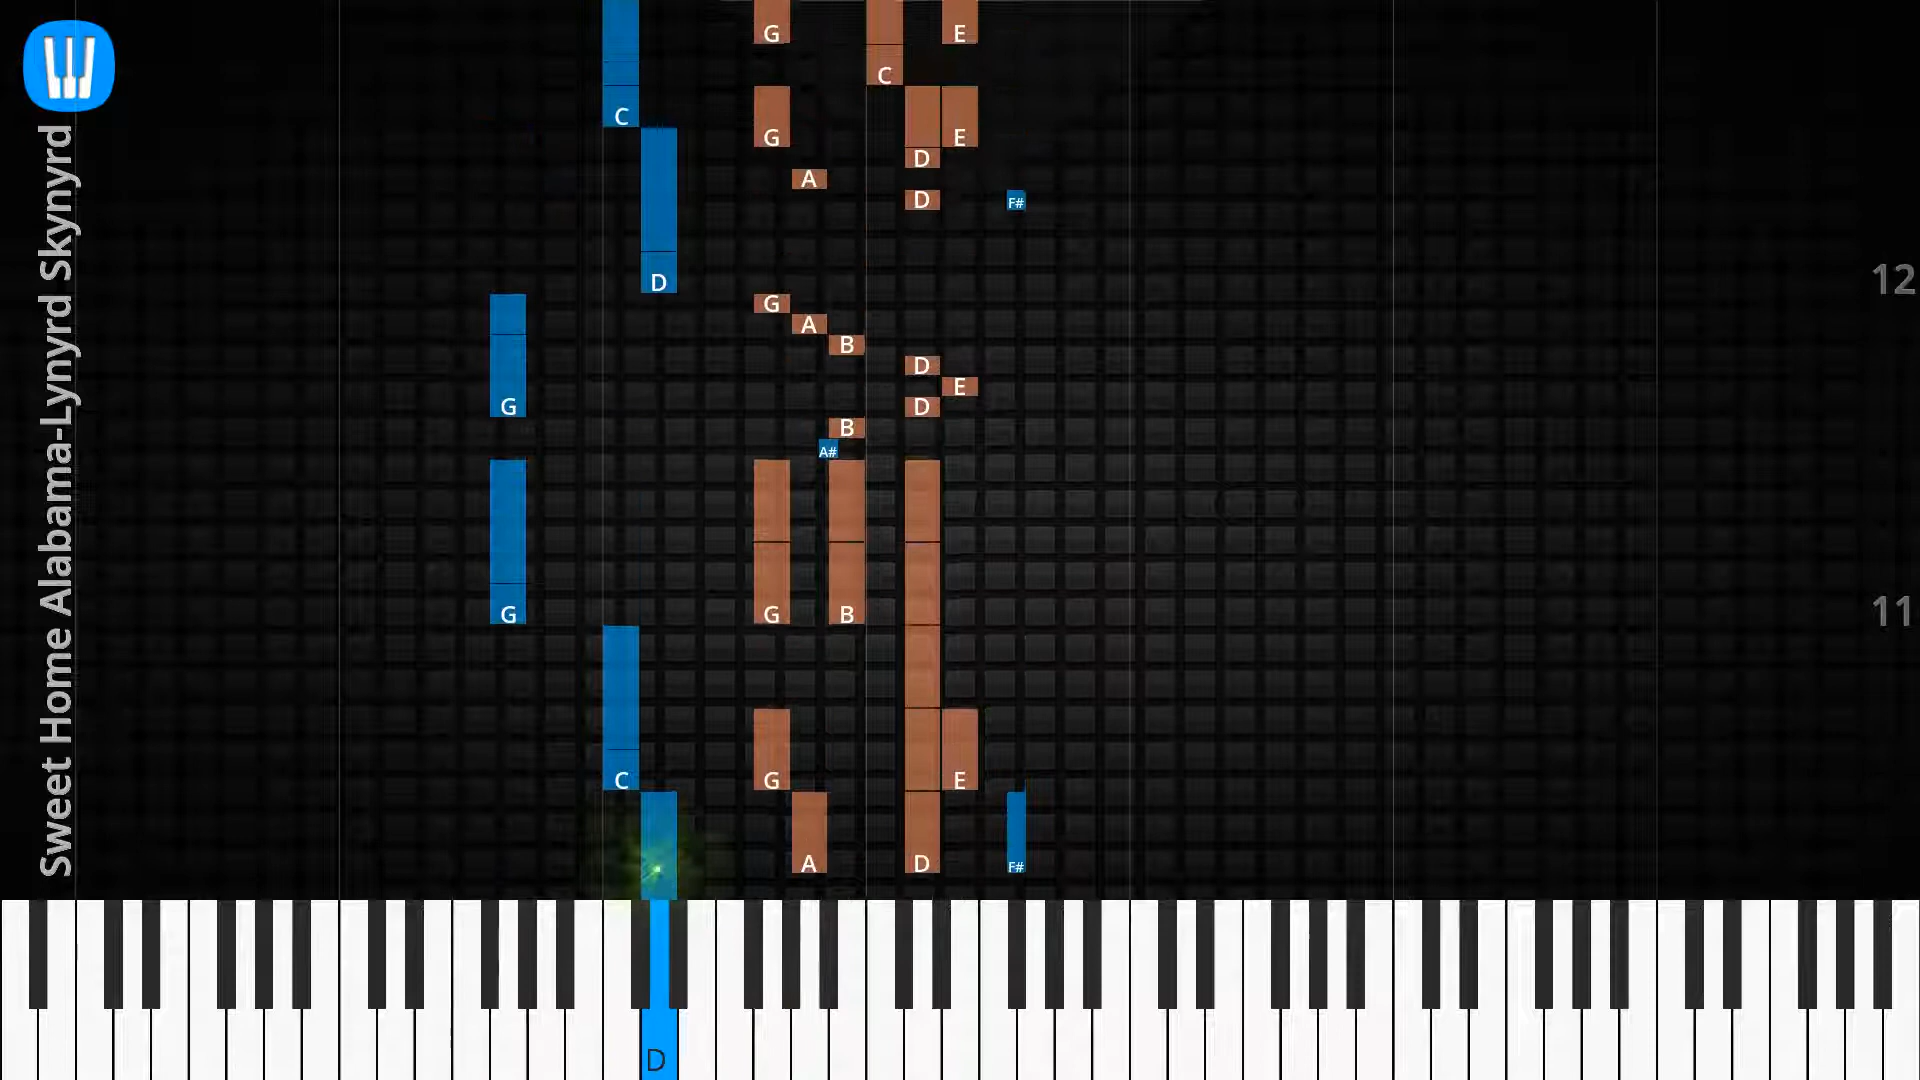 Sweet Home Alabama-Lynyrd Skynyrd
G E
C
C
G E
D
A
D F#
12
D
G
A
B
D
E
G D
B
A#
11
G G B
C G E
A D F#
D